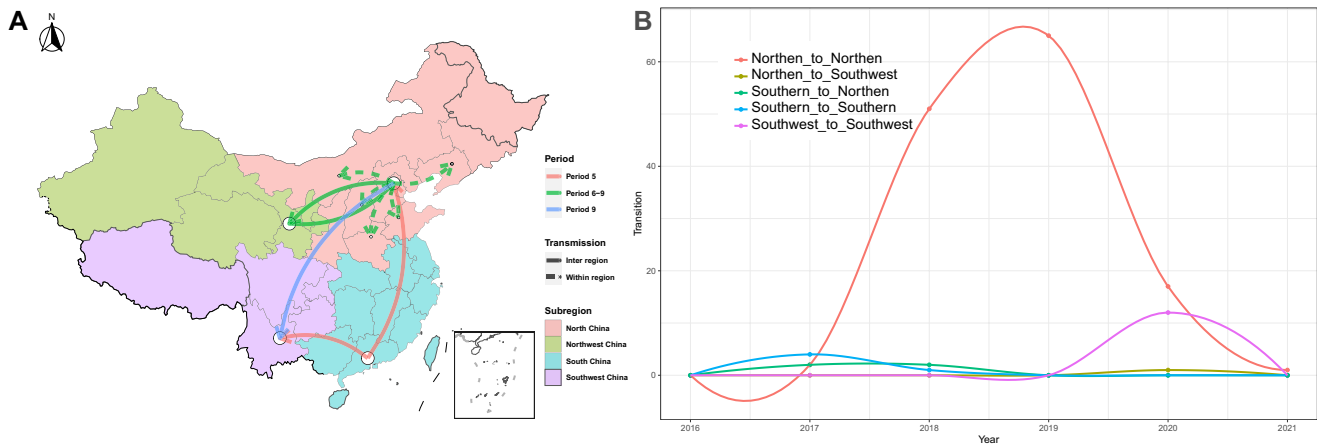 A
N
Period
Period 5
Period 6–9
Period 9
Transmission
Inter region
Within region
Subregion
North China
Northwest China
South China
Southwest China
B
Northen_to_Northen
Northen_to_Southwest
Southern_to_Northen
Southern_to_Southern
Southwest_to_Southwest
Transition
60
40
20
0
2016 2017 2018 2019 2020 2021
Year